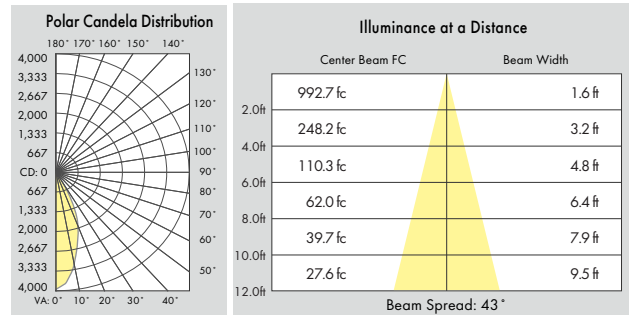 Polar Candela Distribution
180° 170° 160° 150° 140°
4,000
3,333
2,667
2,000
1,333
667
CD: 0
667
1,333
2,000
2,667
3,333
4,000
130°
120°
110°
100°
90°
80°
70°
60°
50°
VA: 0° 10° 20° 30° 40°
Illuminance at a Distance
Center Beam FC Beam Width
992.7 fc 1.6 ft
2.0ft
248.2 fc 3.2 ft
4.0ft
110.3 fc 4.8 ft
6.0ft
62.0 fc 6.4 ft
8.0ft
39.7 fc 7.9 ft
10.0ft
27.6 fc 9.5 ft
12.0ft
Beam Spread: 43°